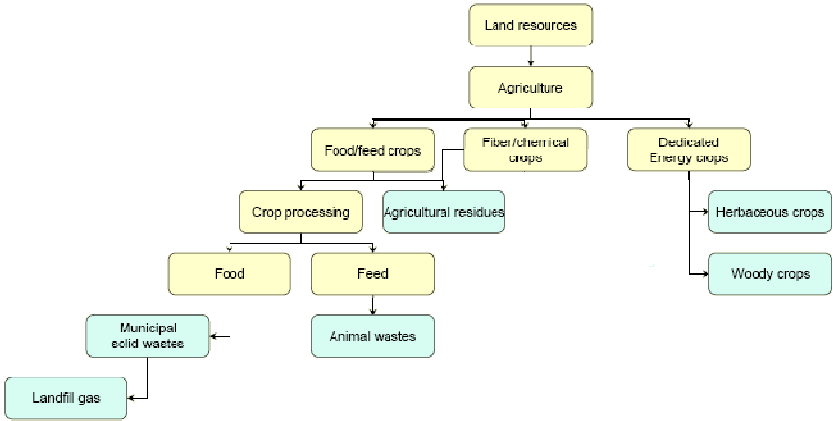 Land resources
Agriculture
Food/feed crops
Fiber/chemical
crops
Dedicated
Energy crops
Crop processing
Agricultural residues
Herbaceous crops
Food
Feed
Woody crops
Municipal
solid wastes
Animal wastes
Landfill gas